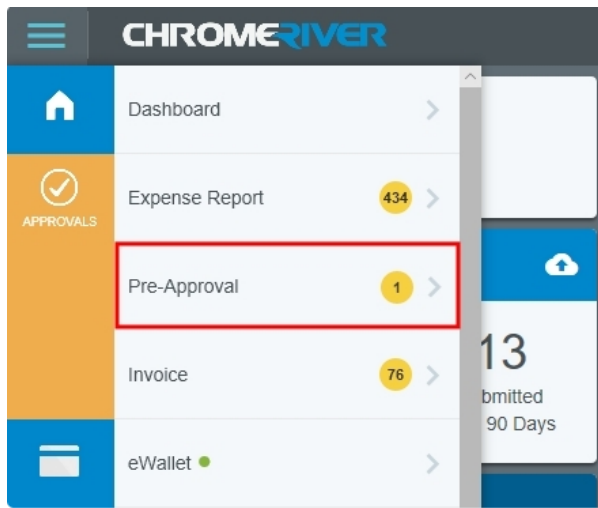 CHROMERIVER
Dashboard
APPROVALS
Expense Report 434
Pre-Approval 1
Invoice 76
eWallet
13
bmitted
90 Days